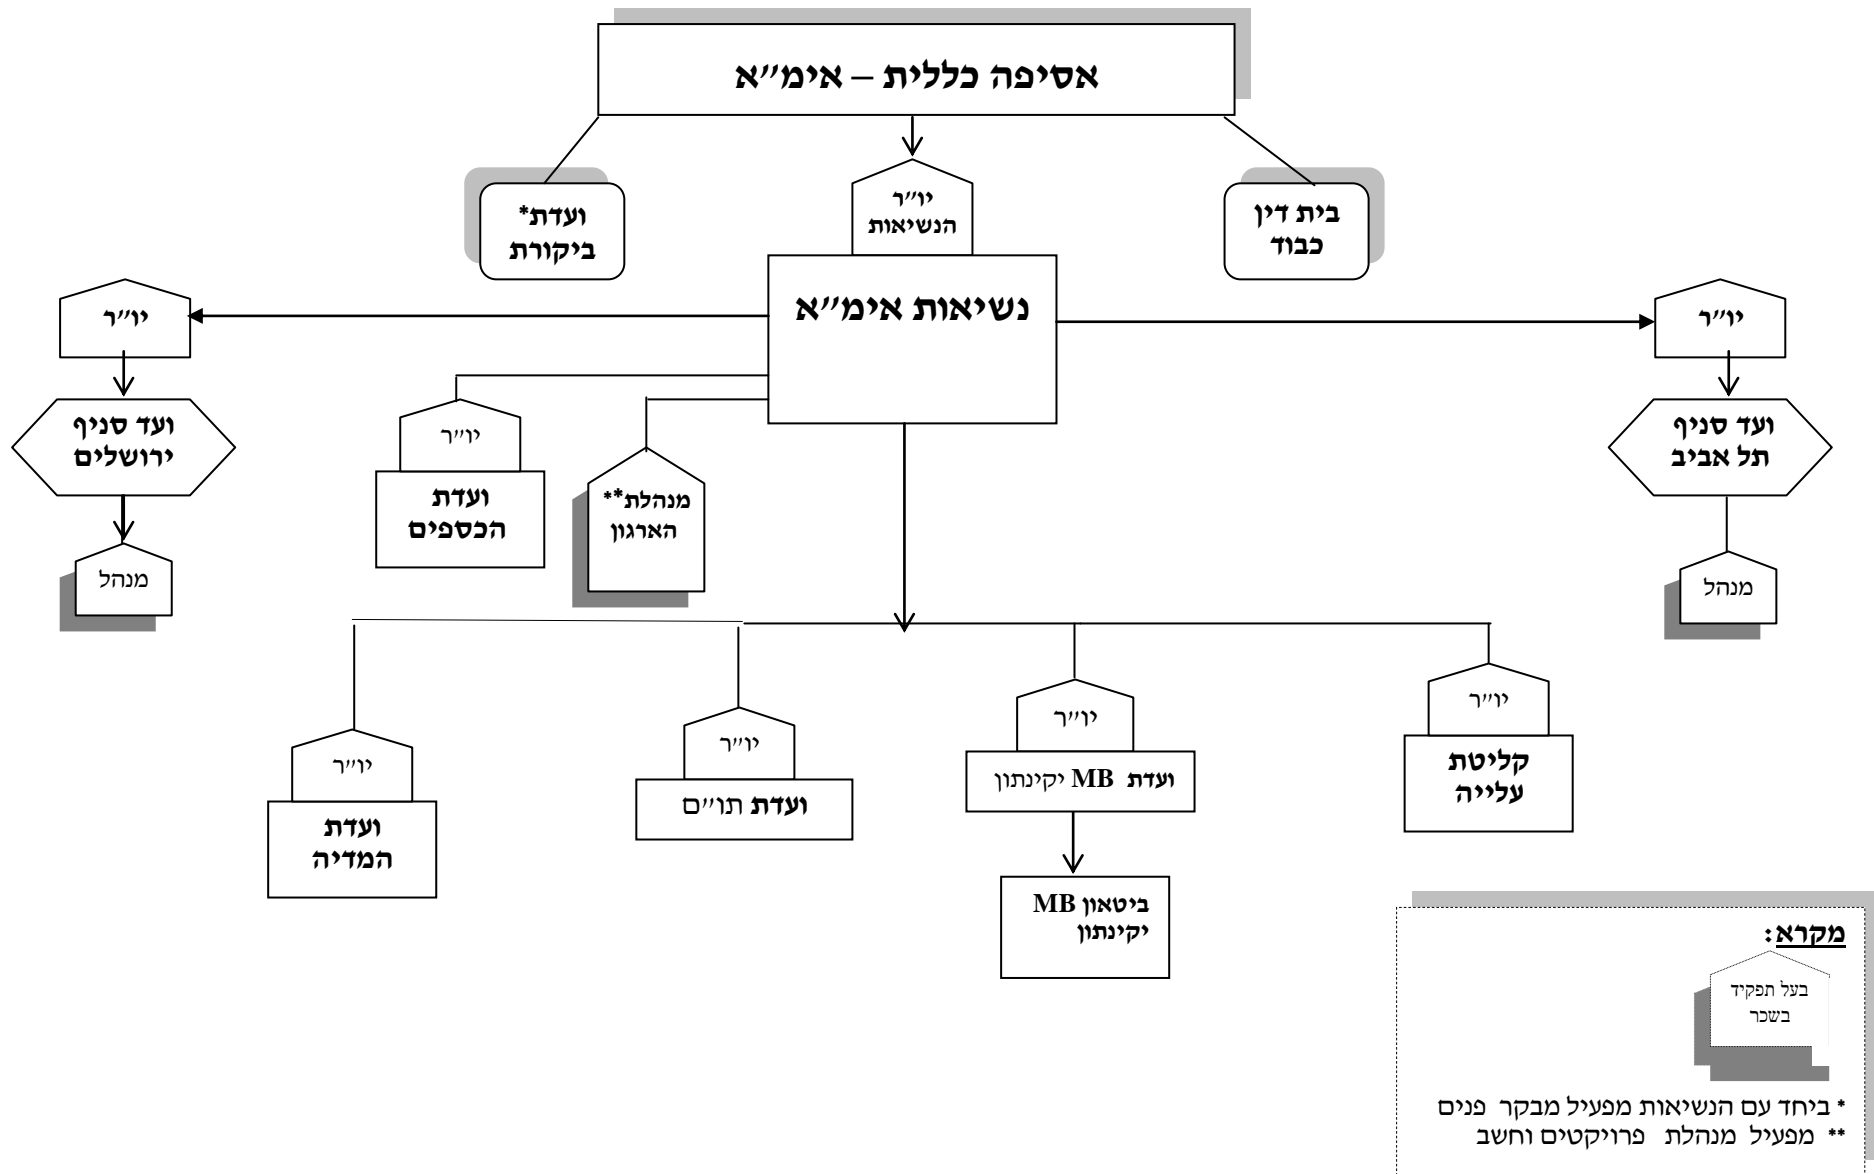 אסיפה כללית – אימ״א
בית דין
כבוד
יו״ר
הנשיאות
ועדת*
ביקורת
נשיאות אימ״א
יו״ר
ועד סניף
תל אביב
מנהל
יו״ר
ועד סניף
ירושלים
מנהל
מנהלת**
הארגון
יו״ר
ועדת
הכספים
יו״ר
קליטת
עלייה
יו״ר
ועדת MB יקינתון
ביטאון MB
יקינתון
יו״ר
ועדת תו״ם
יו״ר
ועדת
המדיה
מקרא:
בעל תפקיד
בשכר
* ביחד עם הנשיאות מפעיל מבקר פנים
** מפעיל מנהלת פרויקטים וחשב